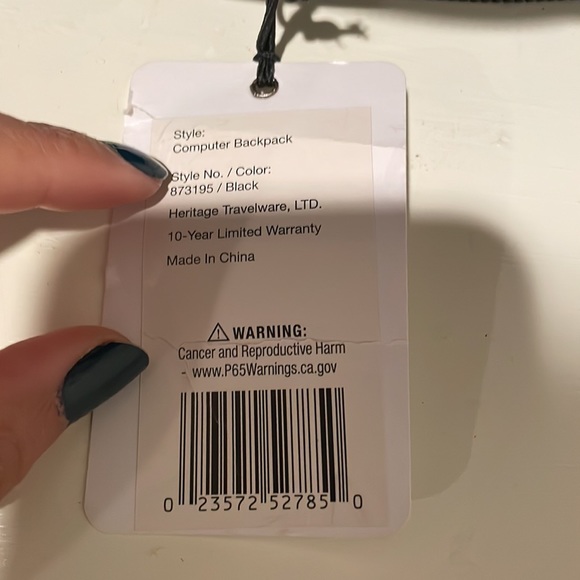 Style:
Computer Backpack
Style No. / Color:
873195 / Black
Heritage Travelware, LTD.
10-Year Limited Warranty
Made In China
⚠ WARNING:
Cancer and Reproductive Harm
- www.P65Warnings.ca.gov
0 23572 52785 0